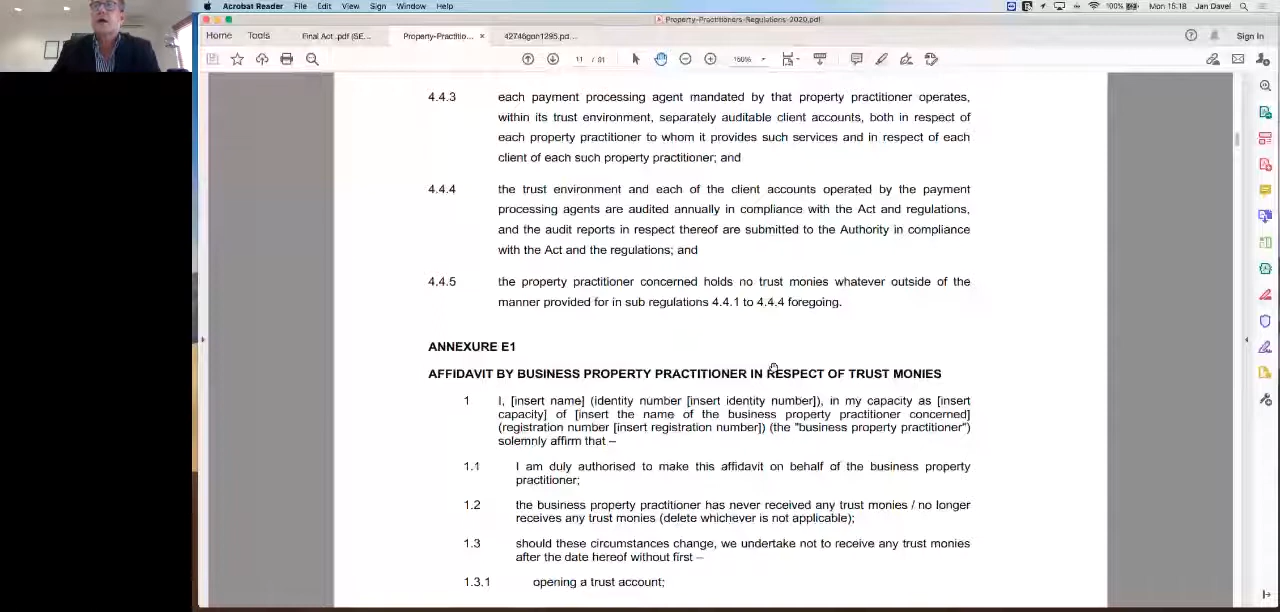 Acrobat Reader File Edit View Sign Window Help 100% Mon 15:18 Jan Davel
Property-Practitioners-Regulations-2020.pdf
Home Tools Final Act .pdf (SE... Property-Practitio... × 42746gon1295.pd... Sign In
11 / 91 150%
4.4.3 each payment processing agent mandated by that property practitioner operates,
within its trust environment, separately auditable client accounts, both in respect of
each property practitioner to whom it provides such services and in respect of each
client of each such property practitioner; and
4.4.4 the trust environment and each of the client accounts operated by the payment
processing agents are audited annually in compliance with the Act and regulations,
and the audit reports in respect thereof are submitted to the Authority in compliance
with the Act and the regulations; and
4.4.5 the property practitioner concerned holds no trust monies whatever outside of the
manner provided for in sub regulations 4.4.1 to 4.4.4 foregoing.
ANNEXURE E1
AFFIDAVIT BY BUSINESS PROPERTY PRACTITIONER IN RESPECT OF TRUST MONIES
1 I, [insert name] (identity number [insert identity number]), in my capacity as [insert
capacity] of [insert the name of the business property practitioner concerned]
(registration number [insert registration number]) (the "business property practitioner")
solemnly affirm that –
1.1 I am duly authorised to make this affidavit on behalf of the business property
practitioner;
1.2 the business property practitioner has never received any trust monies / no longer
receives any trust monies (delete whichever is not applicable);
1.3 should these circumstances change, we undertake not to receive any trust monies
after the date hereof without first –
1.3.1 opening a trust account;